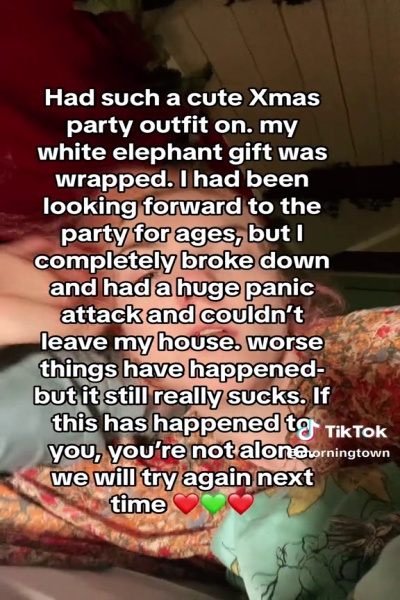 Had such a cute Xmas
party outfit on. my
white elephant gift was
wrapped. I had been
looking forward to the
party for ages, but I
completely broke down
and had a huge panic
attack and couldn't
leave my house. worse
things have happened-
but it still really sucks. If
this has happened to
TikTok
you, you're not alone.
we will try again next
time ❤️💚❤️